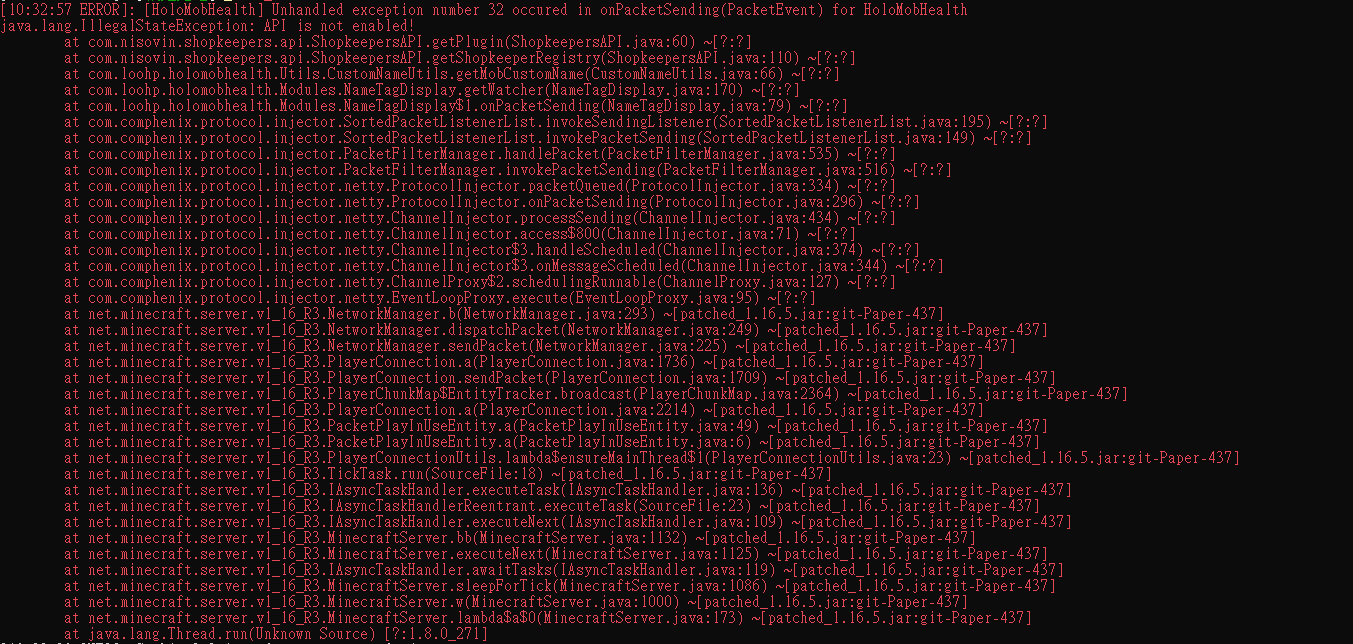 [10:32:57 ERROR]: [HoloMobHealth] Unhandled exception number 32 occured in onPacketSending(PacketEvent) for HoloMobHealth
java.lang.IllegalStateException: API is not enabled!
at com.nisovin.shopkeepers.api.ShopkeepersAPI.getPlugin(ShopkeepersAPI.java:60) ~[?:?]
at com.nisovin.shopkeepers.api.ShopkeepersAPI.getShopkeeperRegistry(ShopkeepersAPI.java:110) ~[?:?]
at com.loohp.holomobhealth.Utils.CustomNameUtils.getMobCustomName(CustomNameUtils.java:66) ~[?:?]
at com.loohp.holomobhealth.Modules.NameTagDisplay.getWatcher(NameTagDisplay.java:170) ~[?:?]
at com.loohp.holomobhealth.Modules.NameTagDisplay$1.onPacketSending(NameTagDisplay.java:79) ~[?:?]
at com.comphenix.protocol.injector.SortedPacketListenerList.invokeSendingListener(SortedPacketListenerList.java:195) ~[?:?]
at com.comphenix.protocol.injector.SortedPacketListenerList.invokePacketSending(SortedPacketListenerList.java:149) ~[?:?]
at com.comphenix.protocol.injector.PacketFilterManager.handlePacket(PacketFilterManager.java:535) ~[?:?]
at com.comphenix.protocol.injector.PacketFilterManager.invokePacketSending(PacketFilterManager.java:516) ~[?:?]
at com.comphenix.protocol.injector.netty.ProtocolInjector.packetQueued(ProtocolInjector.java:334) ~[?:?]
at com.comphenix.protocol.injector.netty.ProtocolInjector.onPacketSending(ProtocolInjector.java:296) ~[?:?]
at com.comphenix.protocol.injector.netty.ChannelInjector.processSending(ChannelInjector.java:434) ~[?:?]
at com.comphenix.protocol.injector.netty.ChannelInjector.access$800(ChannelInjector.java:71) ~[?:?]
at com.comphenix.protocol.injector.netty.ChannelInjector$3.handleScheduled(ChannelInjector.java:374) ~[?:?]
at com.comphenix.protocol.injector.netty.ChannelInjector$3.onMessageScheduled(ChannelInjector.java:344) ~[?:?]
at com.comphenix.protocol.injector.netty.ChannelProxy$2.schedulingRunnable(ChannelProxy.java:127) ~[?:?]
at com.comphenix.protocol.injector.netty.EventLoopProxy.execute(EventLoopProxy.java:95) ~[?:?]
at net.minecraft.server.v1_16_R3.NetworkManager.b(NetworkManager.java:293) ~[patched_1.16.5.jar:git-Paper-437]
at net.minecraft.server.v1_16_R3.NetworkManager.dispatchPacket(NetworkManager.java:249) ~[patched_1.16.5.jar:git-Paper-437]
at net.minecraft.server.v1_16_R3.NetworkManager.sendPacket(NetworkManager.java:225) ~[patched_1.16.5.jar:git-Paper-437]
at net.minecraft.server.v1_16_R3.PlayerConnection.a(PlayerConnection.java:1736) ~[patched_1.16.5.jar:git-Paper-437]
at net.minecraft.server.v1_16_R3.PlayerConnection.sendPacket(PlayerConnection.java:1709) ~[patched_1.16.5.jar:git-Paper-437]
at net.minecraft.server.v1_16_R3.PlayerChunkMap$EntityTracker.broadcast(PlayerChunkMap.java:2364) ~[patched_1.16.5.jar:git-Paper-437]
at net.minecraft.server.v1_16_R3.PlayerConnection.a(PlayerConnection.java:2214) ~[patched_1.16.5.jar:git-Paper-437]
at net.minecraft.server.v1_16_R3.PacketPlayInUseEntity.a(PacketPlayInUseEntity.java:49) ~[patched_1.16.5.jar:git-Paper-437]
at net.minecraft.server.v1_16_R3.PacketPlayInUseEntity.a(PacketPlayInUseEntity.java:6) ~[patched_1.16.5.jar:git-Paper-437]
at net.minecraft.server.v1_16_R3.PlayerConnectionUtils.lambda$ensureMainThread$1(PlayerConnectionUtils.java:23) ~[patched_1.16.5.jar:git-Paper-437]
at net.minecraft.server.v1_16_R3.TickTask.run(SourceFile:18) ~[patched_1.16.5.jar:git-Paper-437]
at net.minecraft.server.v1_16_R3.IAsyncTaskHandler.executeTask(IAsyncTaskHandler.java:136) ~[patched_1.16.5.jar:git-Paper-437]
at net.minecraft.server.v1_16_R3.IAsyncTaskHandlerReentrant.executeTask(SourceFile:23) ~[patched_1.16.5.jar:git-Paper-437]
at net.minecraft.server.v1_16_R3.IAsyncTaskHandler.executeNext(IAsyncTaskHandler.java:109) ~[patched_1.16.5.jar:git-Paper-437]
at net.minecraft.server.v1_16_R3.MinecraftServer.bb(MinecraftServer.java:1132) ~[patched_1.16.5.jar:git-Paper-437]
at net.minecraft.server.v1_16_R3.MinecraftServer.executeNext(MinecraftServer.java:1125) ~[patched_1.16.5.jar:git-Paper-437]
at net.minecraft.server.v1_16_R3.IAsyncTaskHandler.awaitTasks(IAsyncTaskHandler.java:119) ~[patched_1.16.5.jar:git-Paper-437]
at net.minecraft.server.v1_16_R3.MinecraftServer.sleepForTick(MinecraftServer.java:1086) ~[patched_1.16.5.jar:git-Paper-437]
at net.minecraft.server.v1_16_R3.MinecraftServer.w(MinecraftServer.java:1000) ~[patched_1.16.5.jar:git-Paper-437]
at net.minecraft.server.v1_16_R3.MinecraftServer.lambda$a$0(MinecraftServer.java:173) ~[patched_1.16.5.jar:git-Paper-437]
at java.lang.Thread.run(Unknown Source) [?:1.8.0_271]